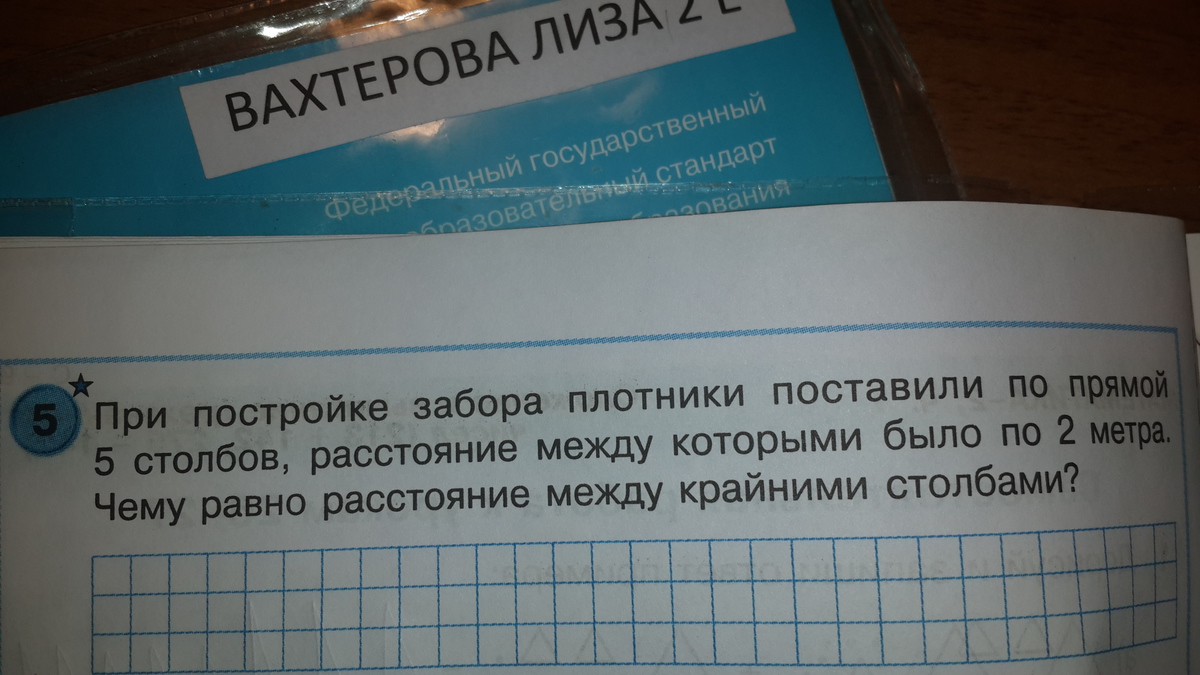 ВАХТЕРОВА ЛИЗА 2 Е
Федеральный государственный
образовательный стандарт
образования
5
При постройке забора плотники поставили по прямой
5 столбов, расстояние между которыми было по 2 метра.
Чему равно расстояние между крайними столбами?